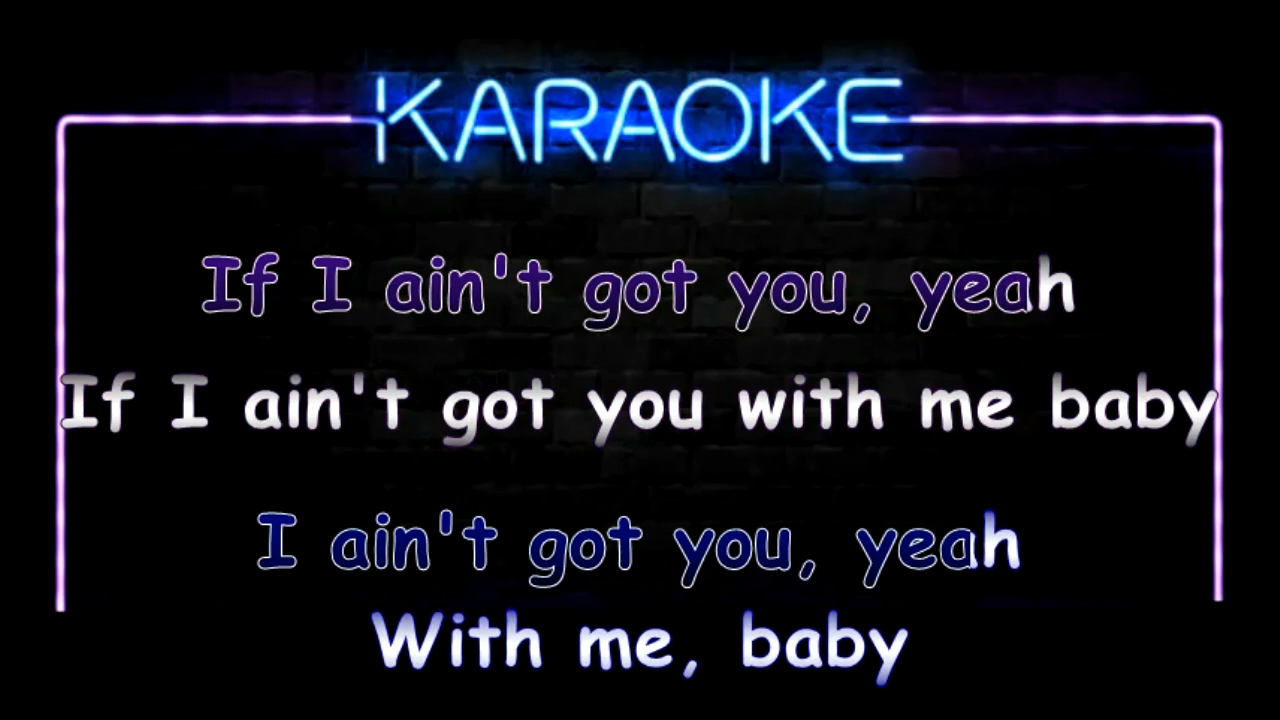 KARAOKE
If I ain't got you, yeah
If I ain't got you with me baby
I ain't got you, yeah
With me, baby